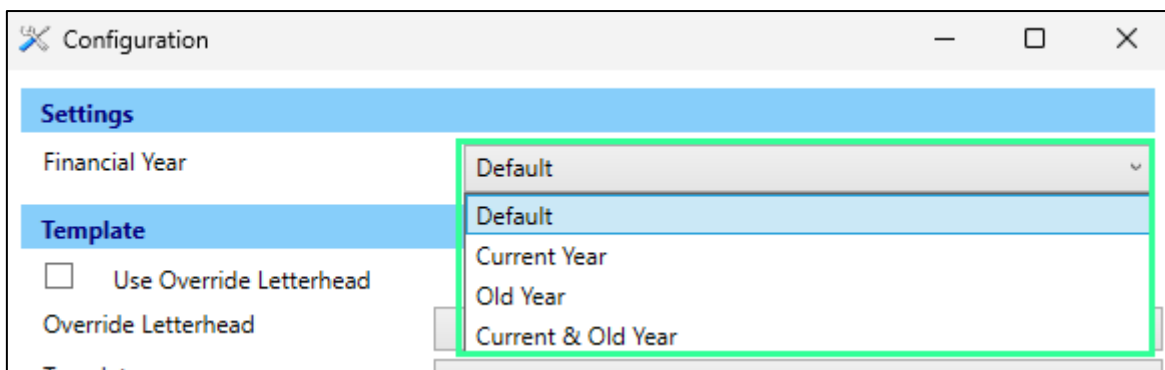 Configuration
Settings
Financial Year
Default
Default
Template
Current Year
Use Override Letterhead
Old Year
Override Letterhead
Current & Old Year